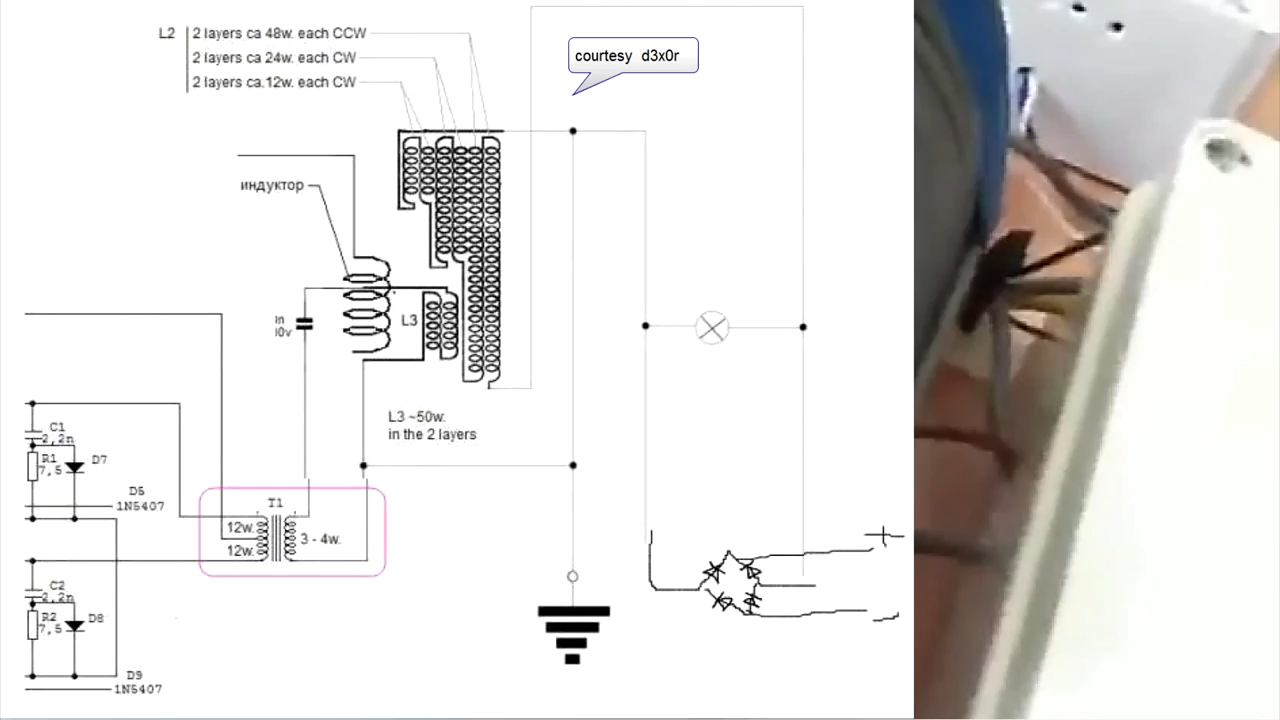 L2
2 layers ca 48w. each CCW
2 layers ca 24w. each CW
2 layers ca.12w. each CW
courtesy d3x0r
индуктор
L3
L3 ~50w.
in the 2 layers
C1
2,2n
R1
7,5
D7
D6
1N5407
T1
12w.
12w.
3 - 4w.
C2
2,2n
R2
7,5
D8
D9
1N5407
+
-